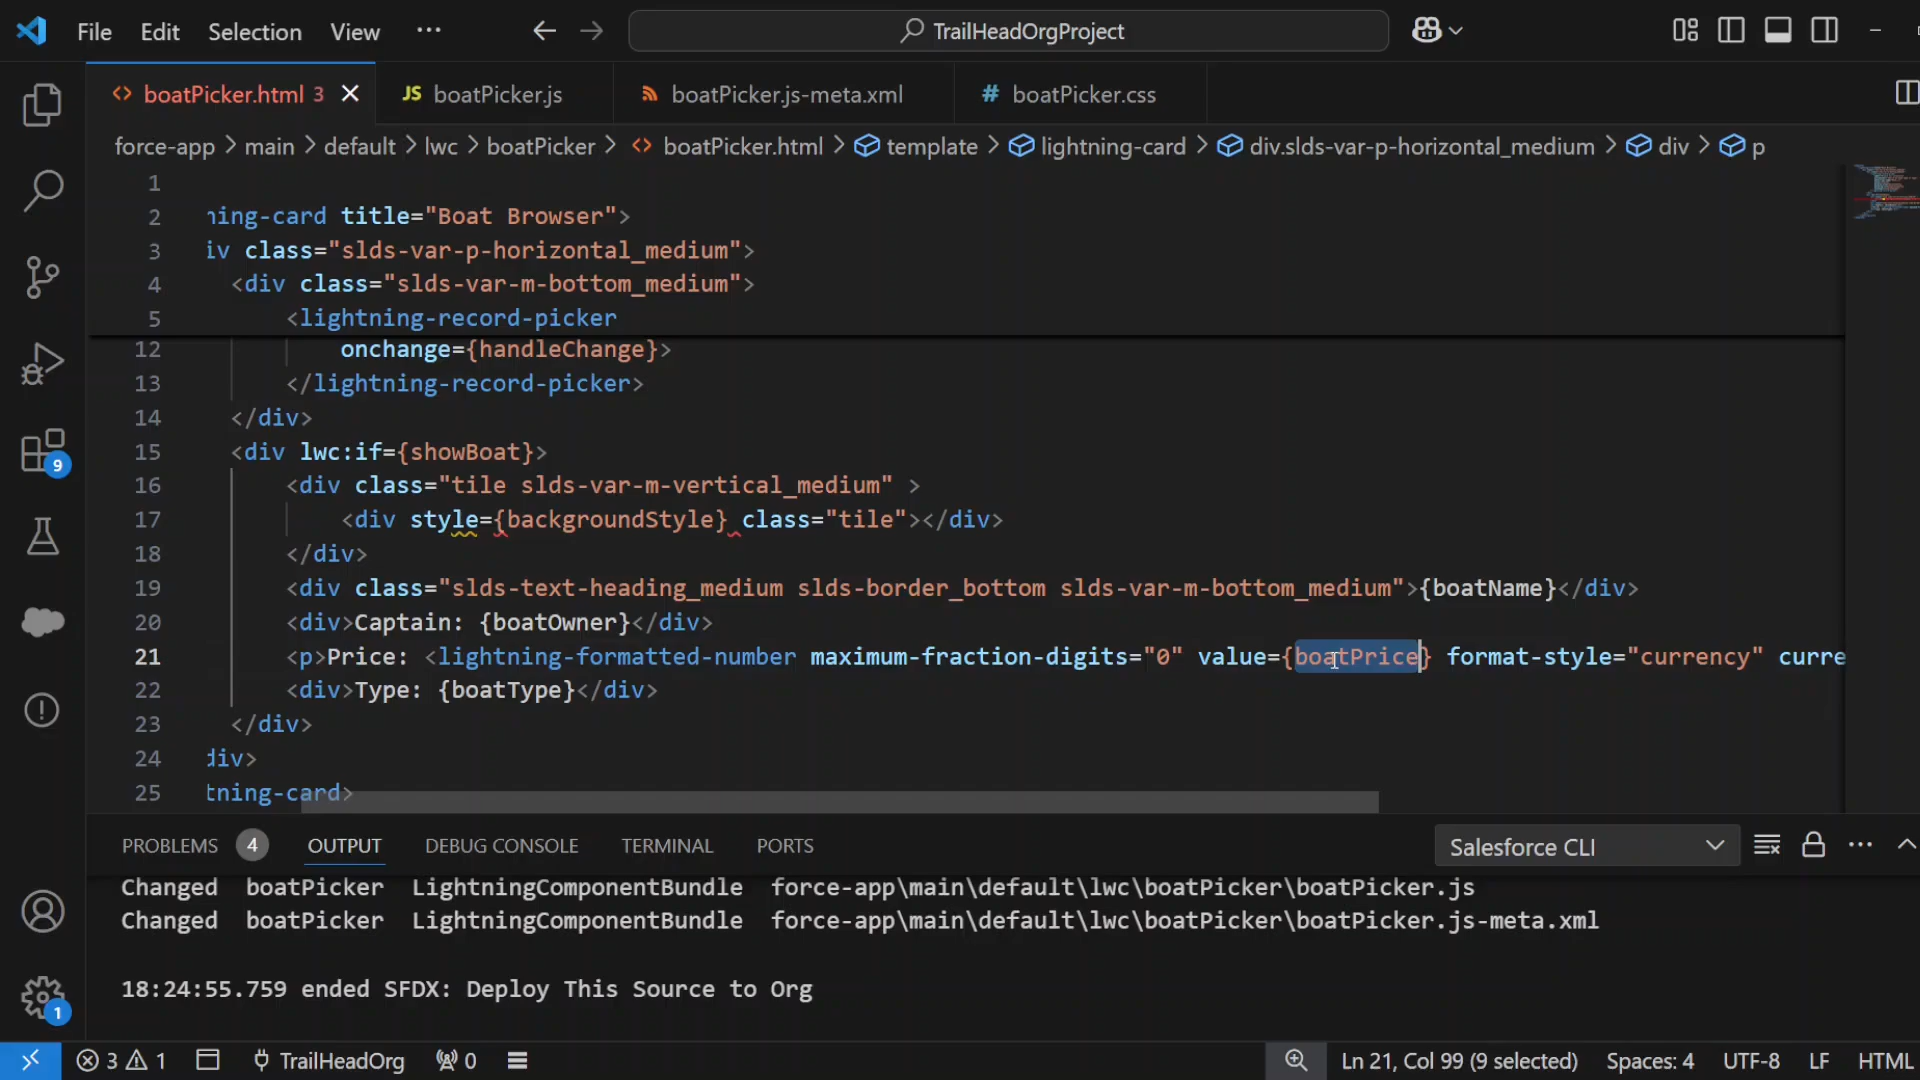 File Edit Selection View ··· TrailHeadOrgProject
boatPicker.html 3 JS boatPicker.js boatPicker.js-meta.xml # boatPicker.css
force-app > main > default > lwc > boatPicker > boatPicker.html > template > lightning-card > div.slds-var-p-horizontal_medium > div > p
1
2 ning-card title="Boat Browser">
3 iv class="slds-var-p-horizontal_medium">
4 <div class="slds-var-m-bottom_medium">
5 <lightning-record-picker
12 onchange={handleChange}>
13 </lightning-record-picker>
14 </div>
15 <div lwc:if={showBoat}>
16 <div class="tile slds-var-m-vertical_medium" >
17 <div style={backgroundStyle} class="tile"></div>
18 </div>
19 <div class="slds-text-heading_medium slds-border_bottom slds-var-m-bottom_medium">{boatName}</div>
20 <div>Captain: {boatOwner}</div>
21 <p>Price: <lightning-formatted-number maximum-fraction-digits="0" value={boatPrice} format-style="currency" curre
22 <div>Type: {boatType}</div>
23 </div>
24 div>
25 tning-card>
PROBLEMS 4 OUTPUT DEBUG CONSOLE TERMINAL PORTS Salesforce CLI ···
Changed boatPicker LightningComponentBundle force-app\main\default\lwc\boatPicker\boatPicker.js
Changed boatPicker LightningComponentBundle force-app\main\default\lwc\boatPicker\boatPicker.js-meta.xml
18:24:55.759 ended SFDX: Deploy This Source to Org
9
1
3 1 TrailHeadOrg 0 Ln 21, Col 99 (9 selected) Spaces: 4 UTF-8 LF HTML